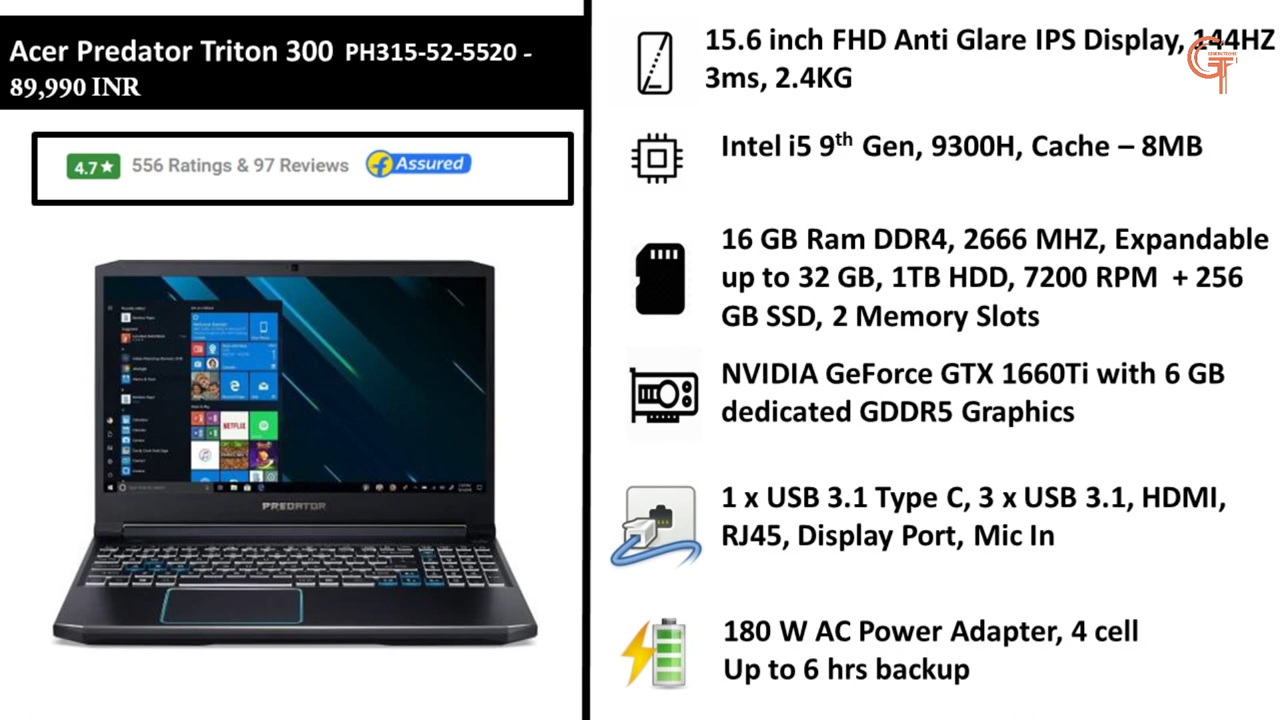 Acer Predator Triton 300 PH315-52-5520 -
89,990 INR
4.7★ 556 Ratings & 97 Reviews f Assured
PREDATOR
NETFLIX
15.6 inch FHD Anti Glare IPS Display, 144HZ
3ms, 2.4KG
Intel i5 9th Gen, 9300H, Cache – 8MB
16 GB Ram DDR4, 2666 MHZ, Expandable
up to 32 GB, 1TB HDD, 7200 RPM + 256
GB SSD, 2 Memory Slots
NVIDIA GeForce GTX 1660Ti with 6 GB
dedicated GDDR5 Graphics
1 x USB 3.1 Type C, 3 x USB 3.1, HDMI,
RJ45, Display Port, Mic In
180 W AC Power Adapter, 4 cell
Up to 6 hrs backup